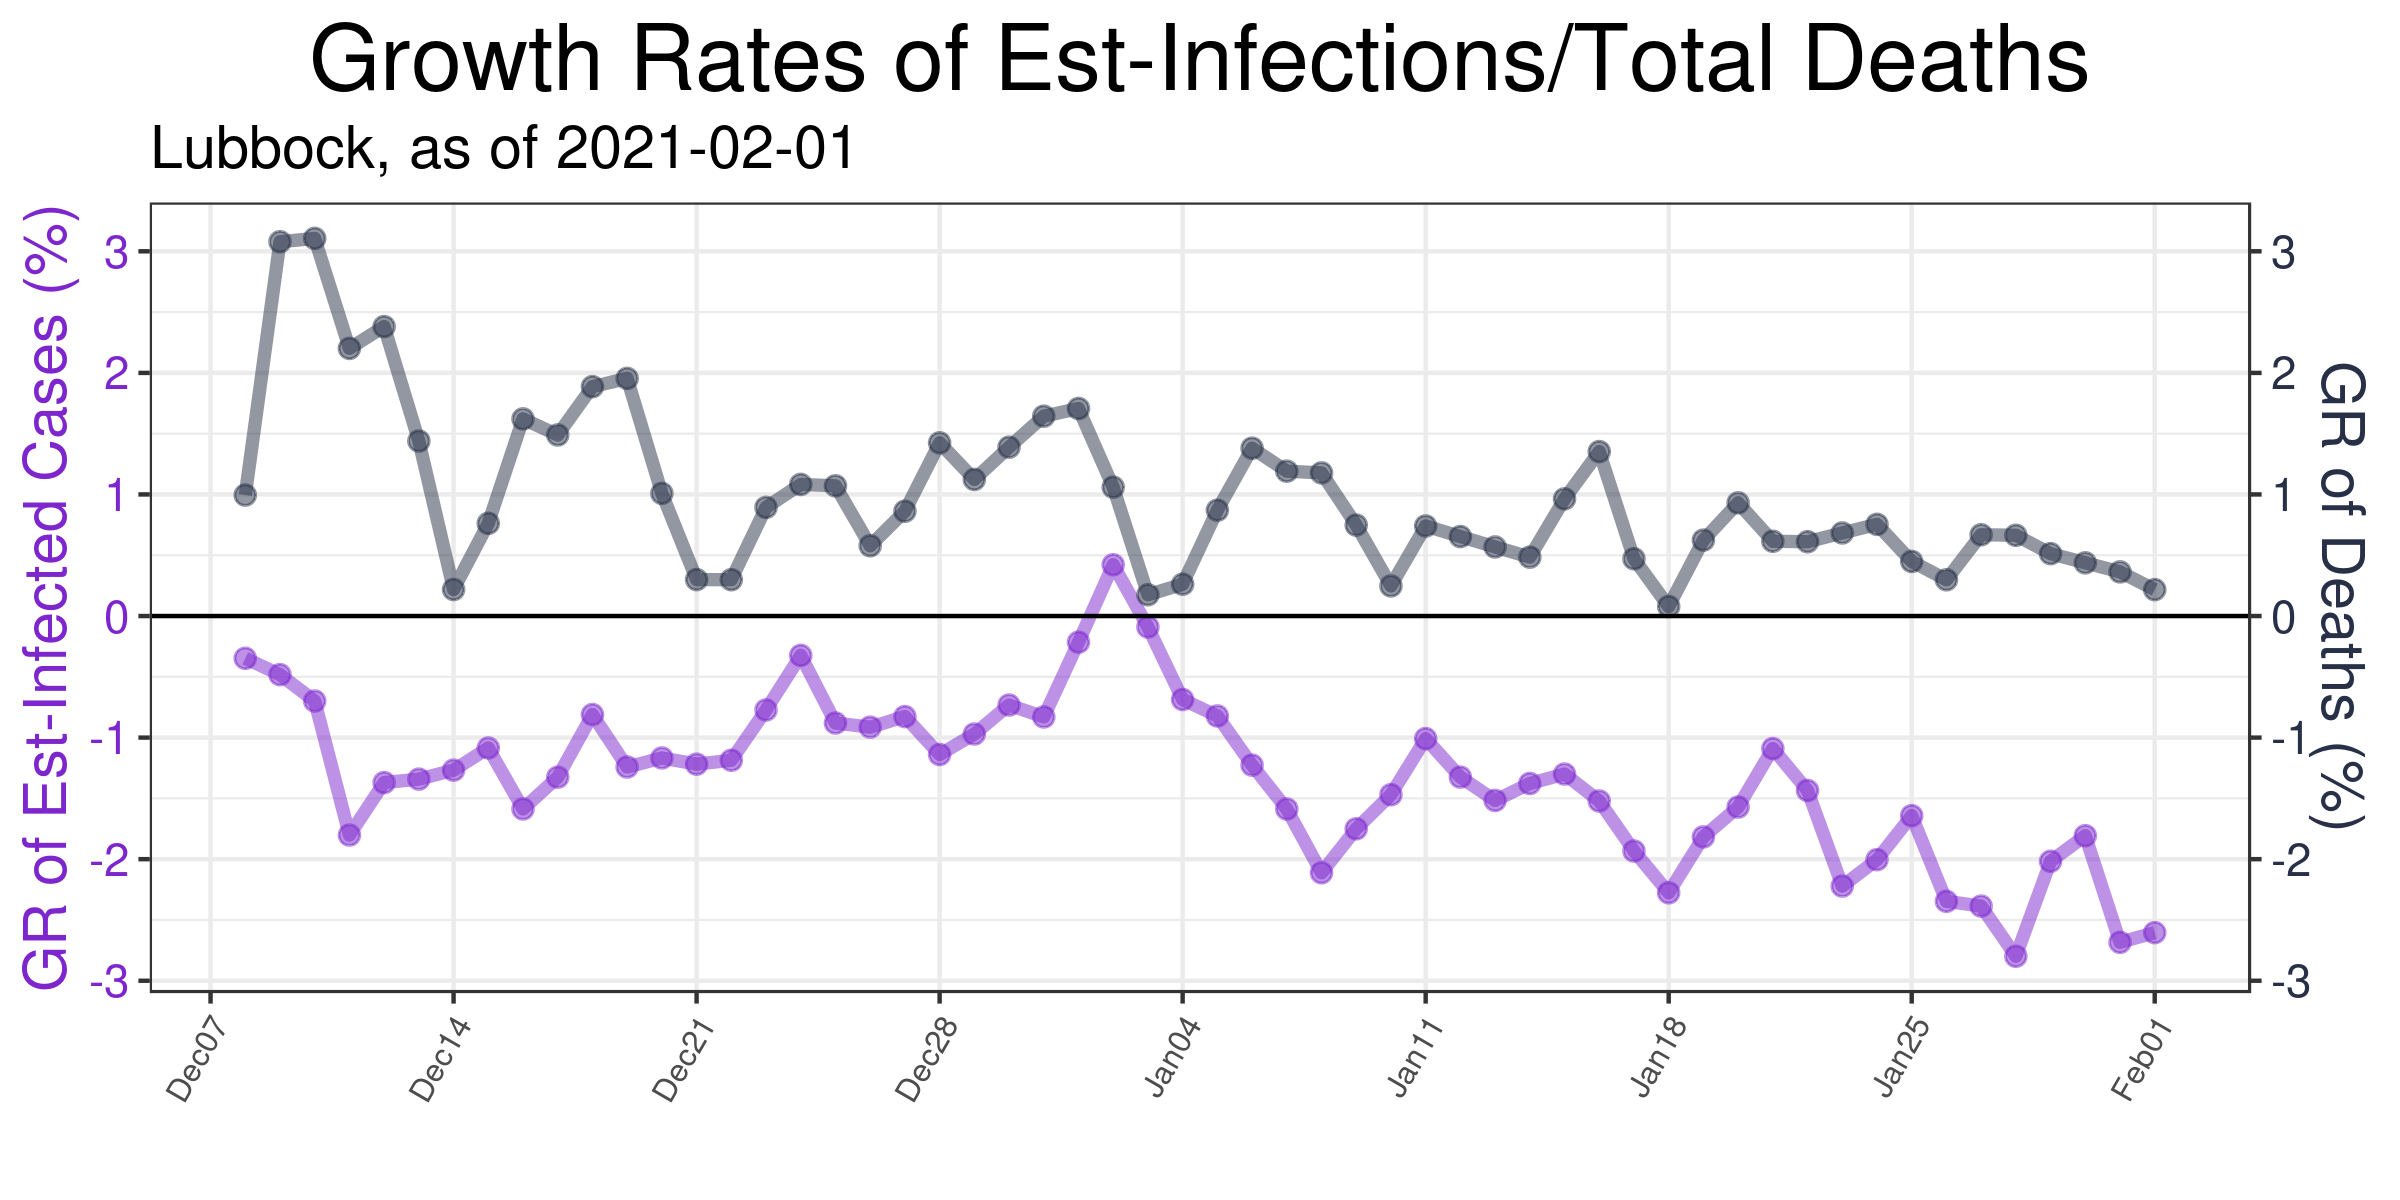 Growth Rates of Est-Infections/Total Deaths
Lubbock, as of 2021-02-01
GR of Est-Infected Cases (%)
3
2
1
0
-1
-2
-3
3
2
1
0
-1
-2
-3
GR of Deaths (%)
Dec07
Dec14
Dec21
Dec28
Jan04
Jan11
Jan18
Jan25
Feb01